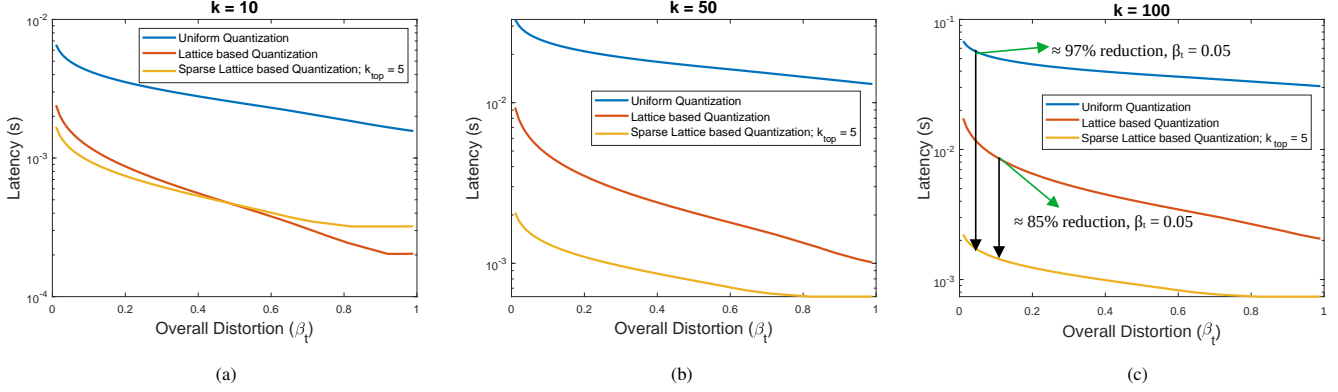 k = 10
10^-2
10^-3
10^-4
Latency (s)
Uniform Quantization
Lattice based Quantization
Sparse Lattice based Quantization; k_top = 5
0 0.2 0.4 0.6 0.8 1
Overall Distortion (β_t)
(a)
k = 50
10^-2
10^-3
Latency (s)
Uniform Quantization
Lattice based Quantization
Sparse Lattice based Quantization; k_top = 5
0 0.2 0.4 0.6 0.8 1
Overall Distortion (β_t)
(b)
k = 100
10^-1
10^-2
10^-3
Latency (s)
≈ 97% reduction, β_t = 0.05
Uniform Quantization
Lattice based Quantization
Sparse Lattice based Quantization; k_top = 5
≈ 85% reduction, β_t = 0.05
0 0.2 0.4 0.6 0.8 1
Overall Distortion (β_t)
(c)